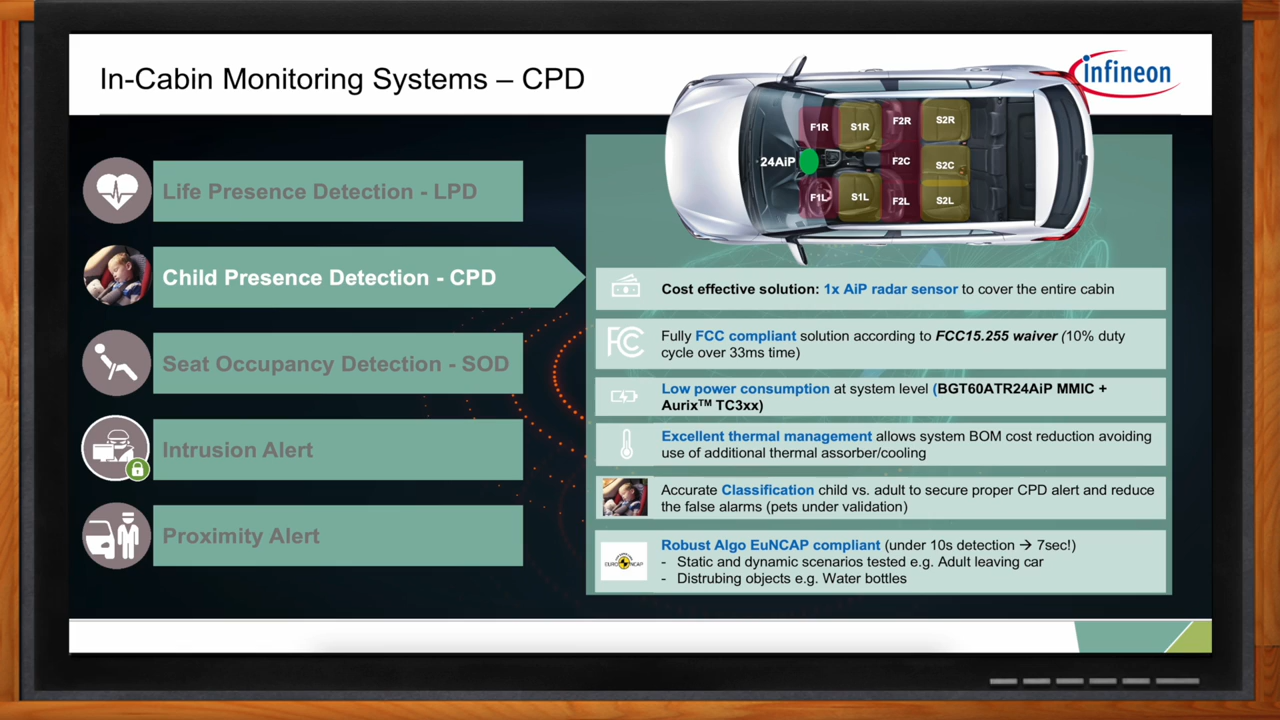 In-Cabin Monitoring Systems – CPD
infineon
Life Presence Detection - LPD
Child Presence Detection - CPD
Seat Occupancy Detection - SOD
Intrusion Alert
Proximity Alert
F1R
S1R
F2R
S2R
24AiP
F2C
S2C
F1L
S1L
F2L
S2L
Cost effective solution: 1x AiP radar sensor to cover the entire cabin
FC
Fully FCC compliant solution according to FCC15.255 waiver (10% duty
cycle over 33ms time)
Low power consumption at system level (BGT60ATR24AiP MMIC +
Aurix™ TC3xx)
Excellent thermal management allows system BOM cost reduction avoiding
use of additional thermal assorber/cooling
Accurate Classification child vs. adult to secure proper CPD alert and reduce
the false alarms (pets under validation)
EURO NCAP
Robust Algo EuNCAP compliant (under 10s detection → 7sec!)
- Static and dynamic scenarios tested e.g. Adult leaving car
- Distrubing objects e.g. Water bottles